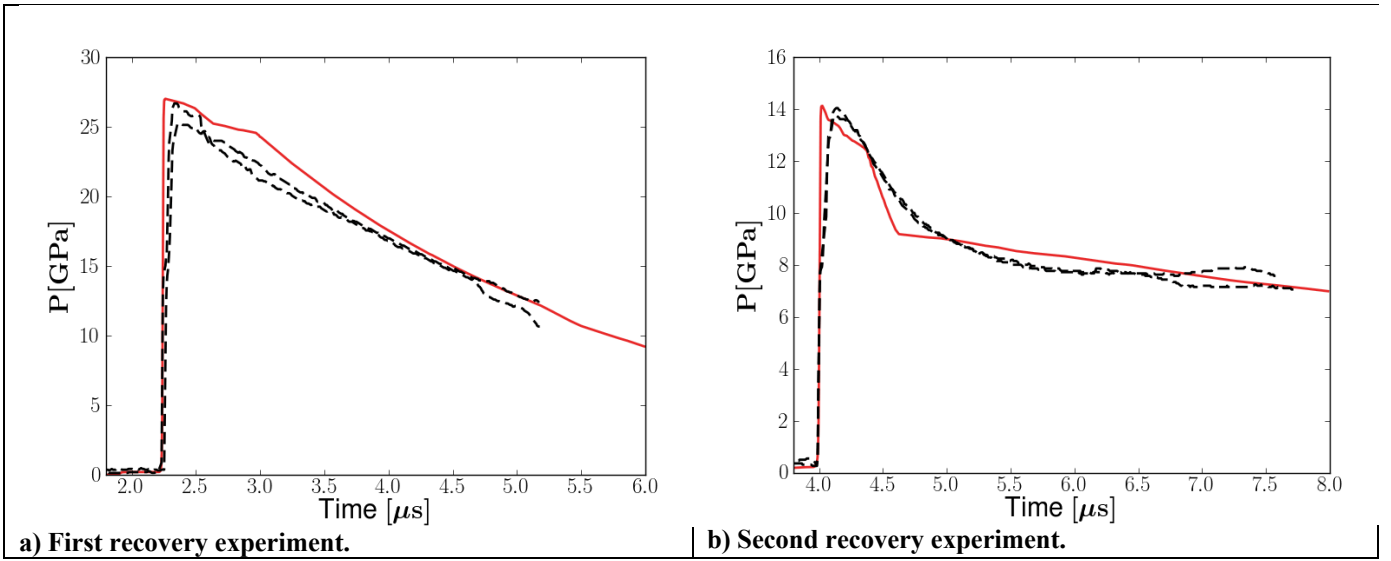 30
25
20
15
10
5
0
P[GPa]
2.0 2.5 3.0 3.5 4.0 4.5 5.0 5.5 6.0
Time [μs]
a) First recovery experiment.
16
14
12
10
8
6
4
2
0
P[GPa]
4.0 4.5 5.0 5.5 6.0 6.5 7.0 7.5 8.0
Time [μs]
b) Second recovery experiment.